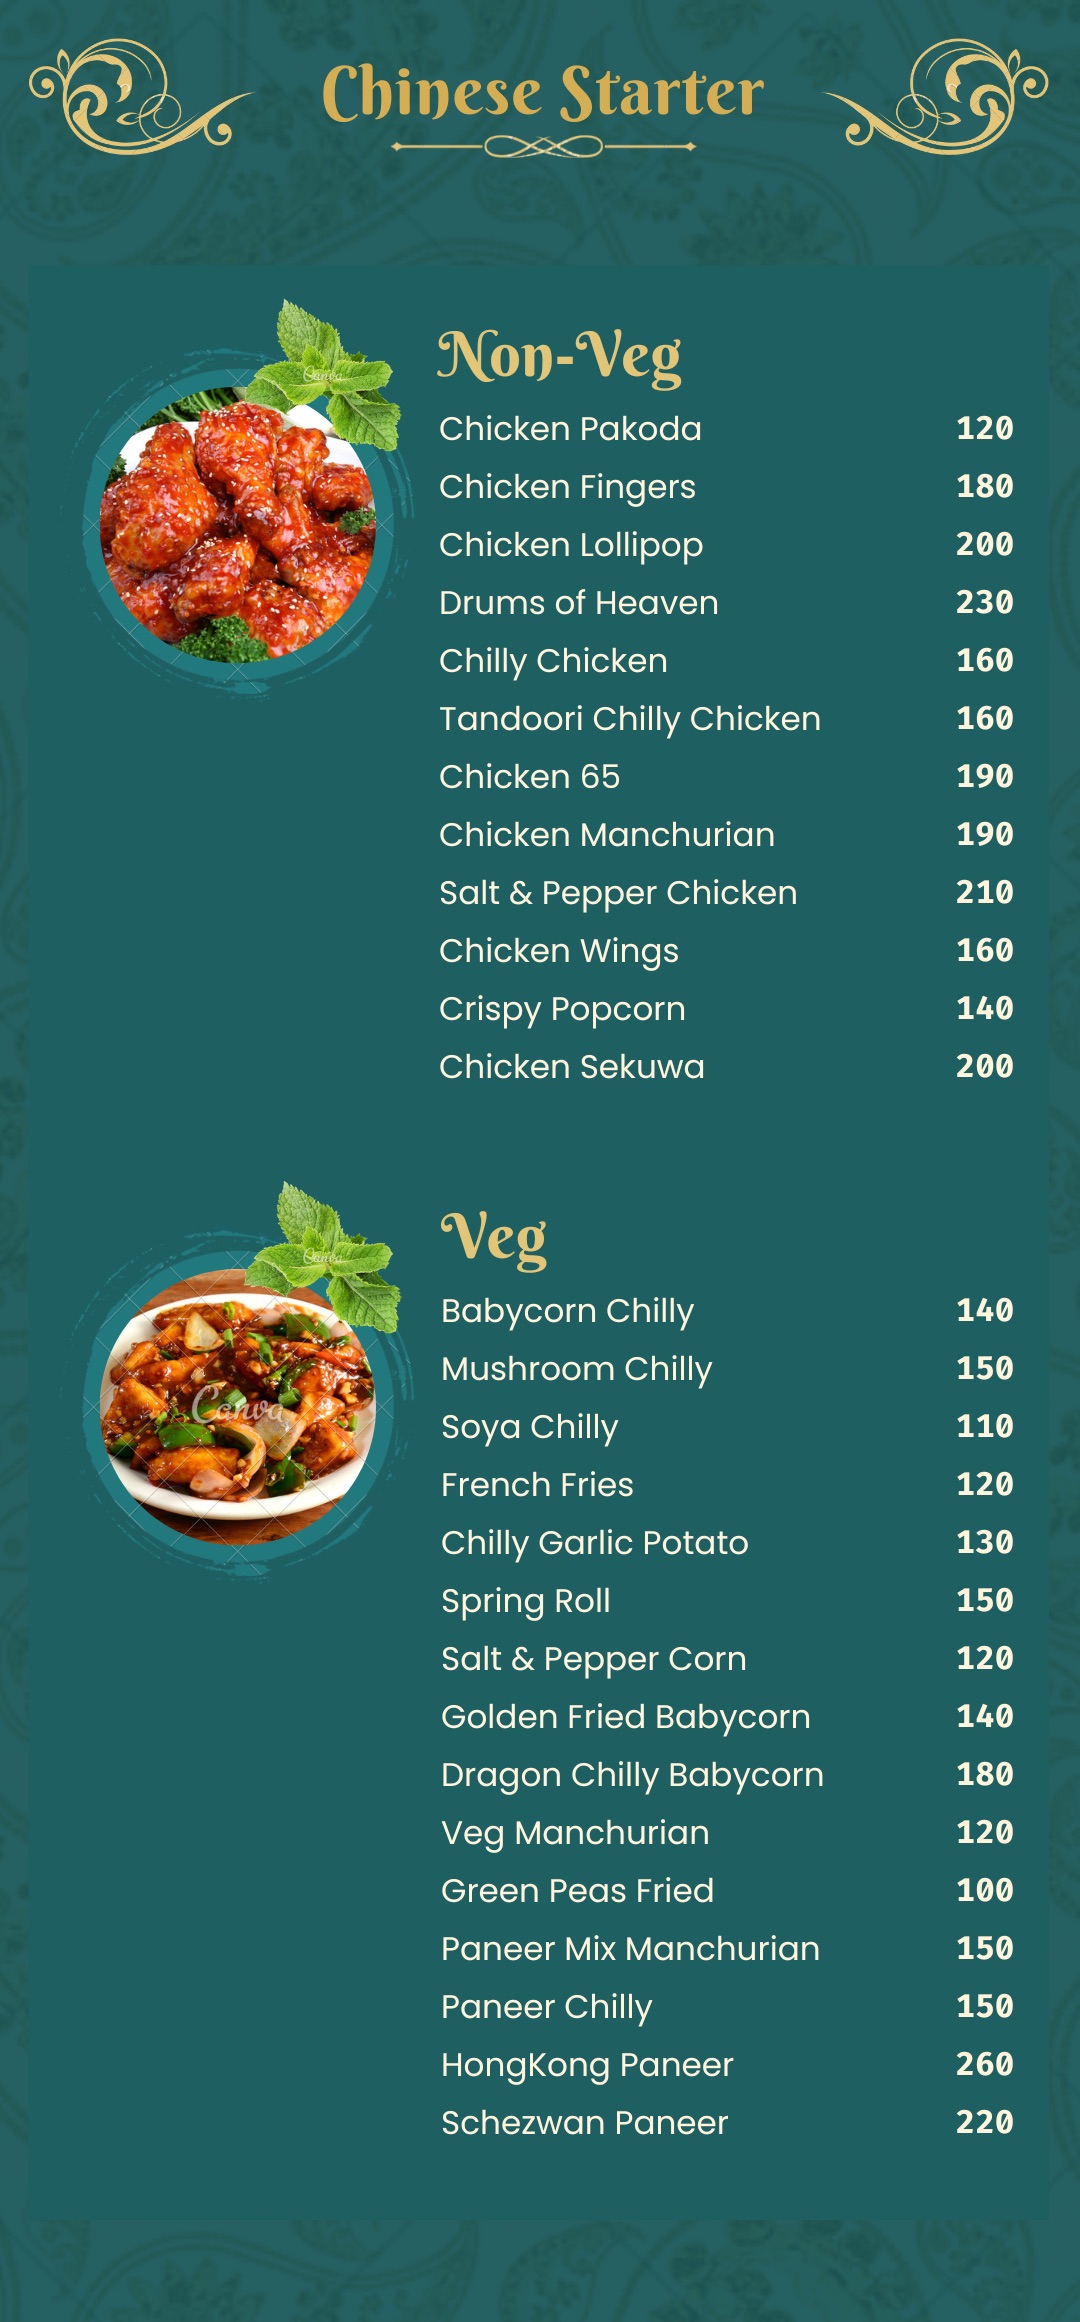 Chinese Starter
Non-Veg
Chicken Pakoda 120
Chicken Fingers 180
Chicken Lollipop 200
Drums of Heaven 230
Chilly Chicken 160
Tandoori Chilly Chicken 160
Chicken 65 190
Chicken Manchurian 190
Salt & Pepper Chicken 210
Chicken Wings 160
Crispy Popcorn 140
Chicken Sekuwa 200
Canva
Veg
Babycorn Chilly 140
Mushroom Chilly 150
Soya Chilly 110
French Fries 120
Chilly Garlic Potato 130
Spring Roll 150
Salt & Pepper Corn 120
Golden Fried Babycorn 140
Dragon Chilly Babycorn 180
Veg Manchurian 120
Green Peas Fried 100
Paneer Mix Manchurian 150
Paneer Chilly 150
HongKong Paneer 260
Schezwan Paneer 220
Canva
Canva